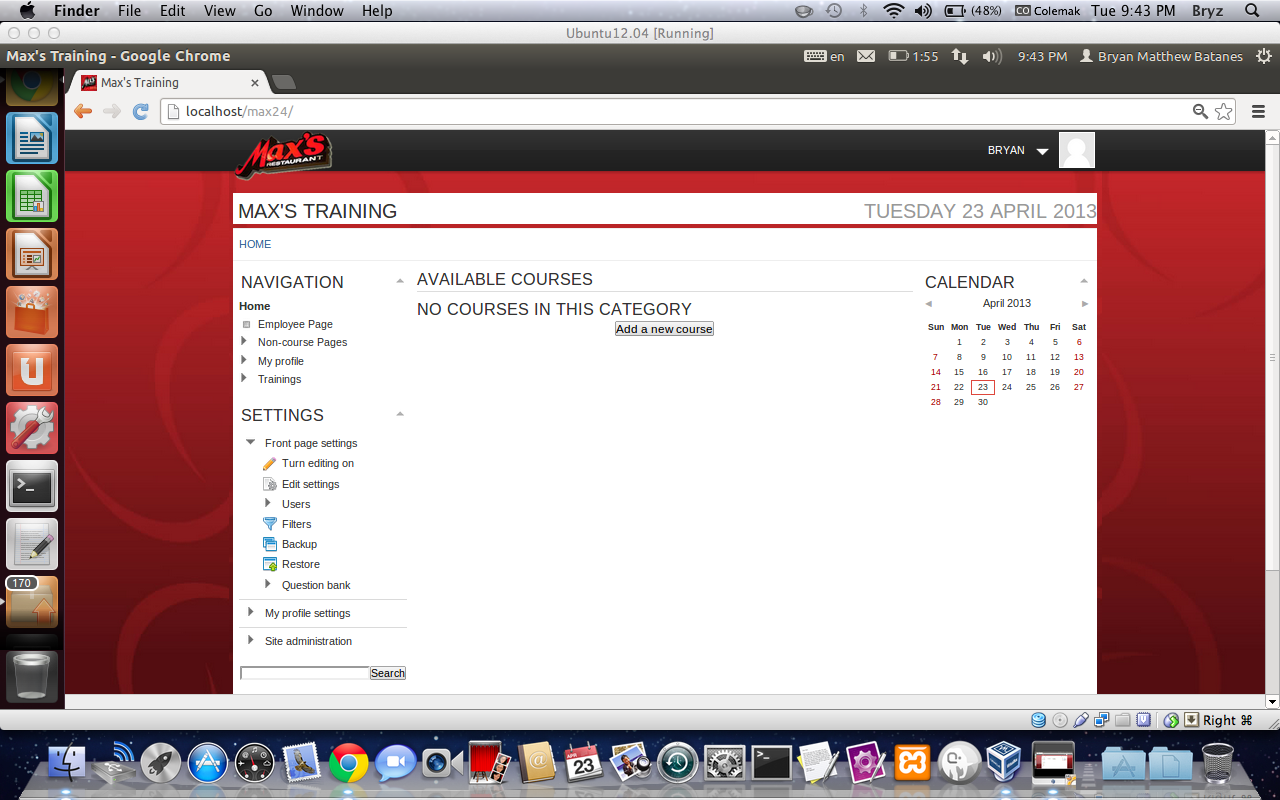 Finder File Edit View Go Window Help (48%) CO Colemak Tue 9:43 PM Bryz
Ubuntu12.04 [Running]
Max's Training - Google Chrome en 1:55 9:43 PM Bryan Matthew Batanes
Max's Training
localhost/max24/
Max's
RESTAURANT
BRYAN
MAX'S TRAINING TUESDAY 23 APRIL 2013
HOME
NAVIGATION
Home
Employee Page
Non-course Pages
My profile
Trainings
SETTINGS
Front page settings
Turn editing on
Edit settings
Users
Filters
Backup
Restore
Question bank
My profile settings
Site administration
Search
AVAILABLE COURSES
NO COURSES IN THIS CATEGORY
Add a new course
CALENDAR
April 2013
Sun Mon Tue Wed Thu Fri Sat
1 2 3 4 5 6
7 8 9 10 11 12 13
14 15 16 17 18 19 20
21 22 23 24 25 26 27
28 29 30
170
Right ⌘
23